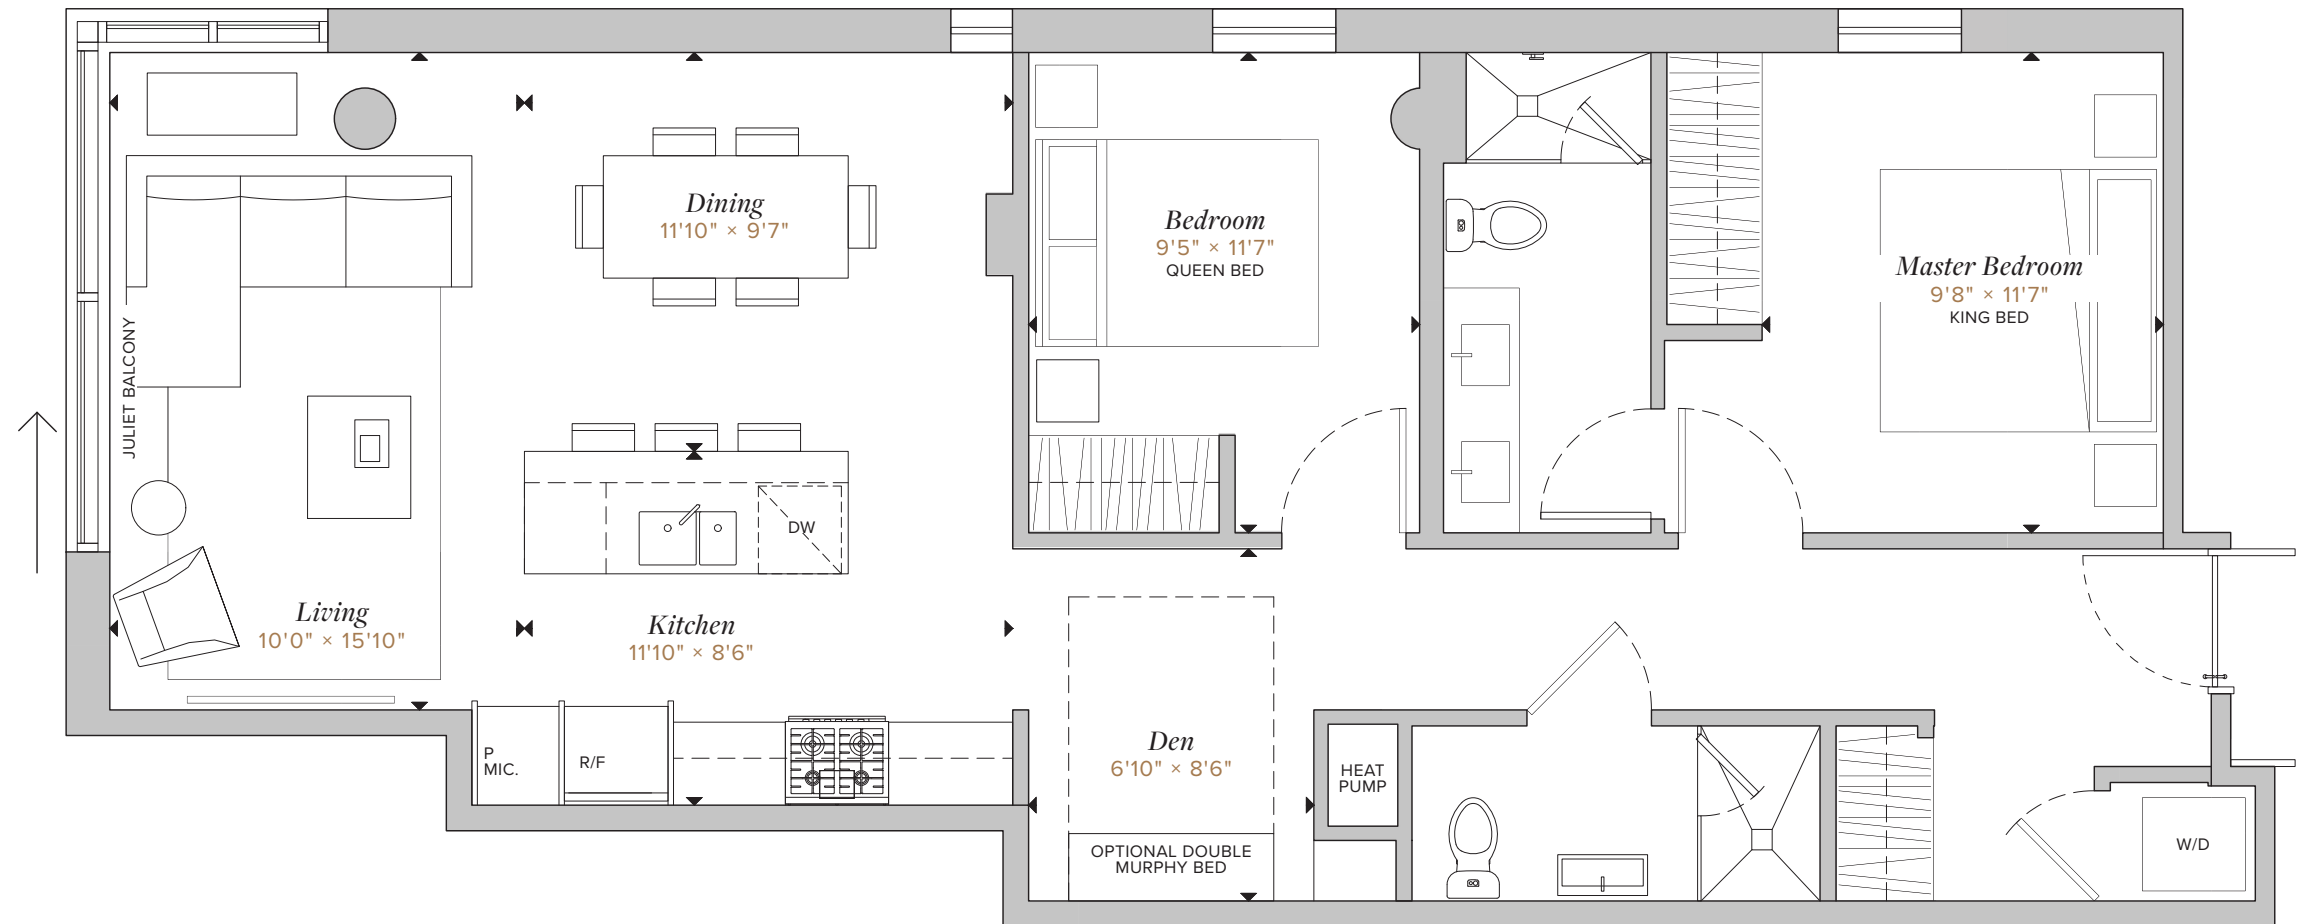 Dining
11'10" × 9'7"
Bedroom
9'5" × 11'7"
QUEEN BED
Master Bedroom
9'8" × 11'7"
KING BED
JULIET BALCONY
DW
Living
10'0" × 15'10"
Kitchen
11'10" × 8'6"
P
MIC.
R/F
Den
6'10" × 8'6"
HEAT
PUMP
OPTIONAL DOUBLE
MURPHY BED
W/D